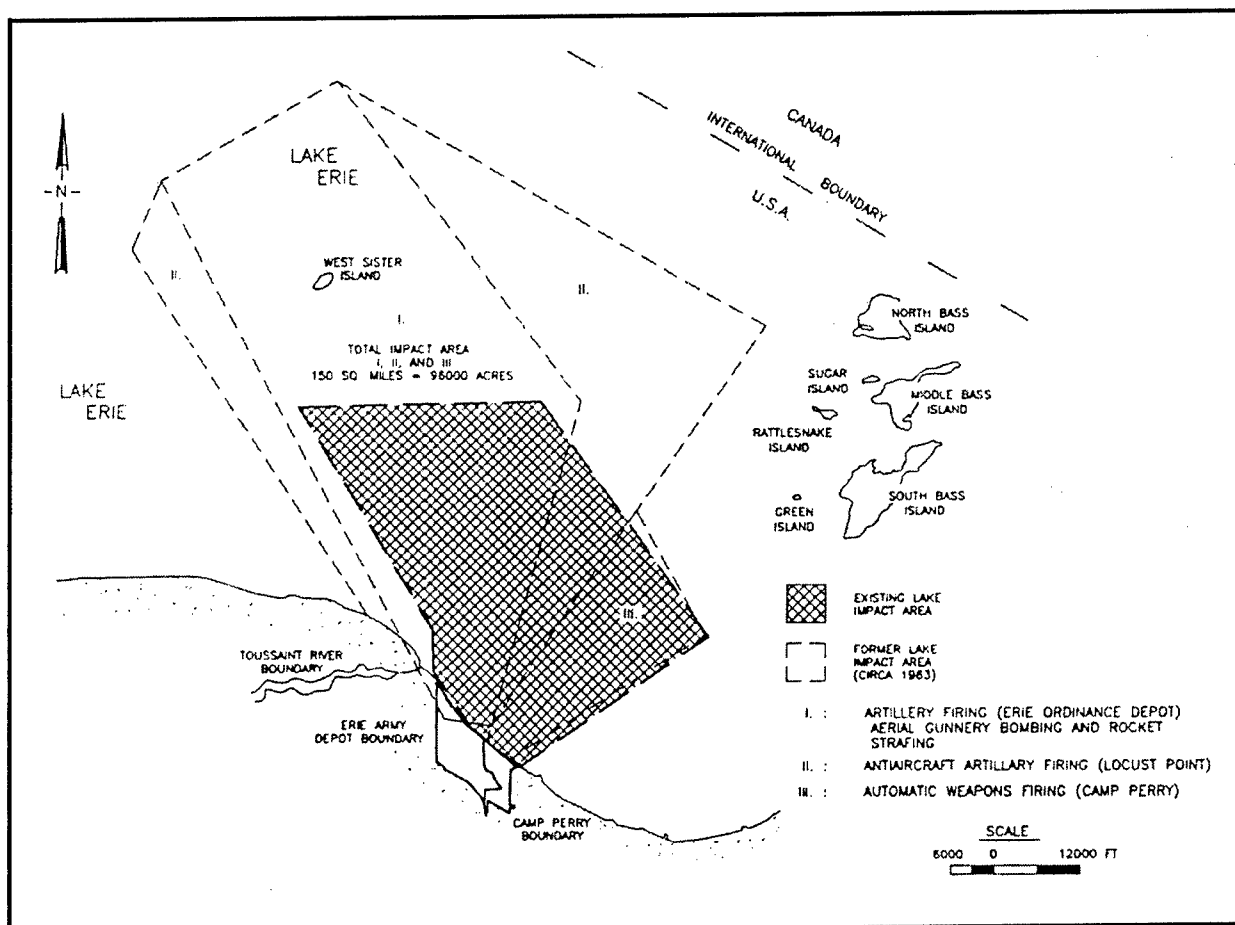 CANADA
INTERNATIONAL BOUNDARY
U.S.A.
LAKE
ERIE
N
WEST SISTER
ISLAND
II.
II.
I.
TOTAL IMPACT AREA
I, II, AND III
150 SQ. MILES = 96000 ACRES
LAKE
ERIE
NORTH BASS
ISLAND
SUGAR
ISLAND
MIDDLE BASS
ISLAND
RATTLESNAKE
ISLAND
SOUTH BASS
ISLAND
GREEN
ISLAND
III.
TOUSSAINT RIVER
BOUNDARY
ERIE ARMY
DEPOT BOUNDARY
CAMP PERRY
BOUNDARY
EXISTING LAKE
IMPACT AREA
FORMER LAKE
IMPACT AREA
(CIRCA 1963)
I. : ARTILLERY FIRING (ERIE ORDINANCE DEPOT)
AERIAL GUNNERY BOMBING AND ROCKET
STRAFING
II. : ANTIAIRCRAFT ARTILLARY FIRING (LOCUST POINT)
III. : AUTOMATIC WEAPONS FIRING (CAMP PERRY)
SCALE
6000 0 12000 FT